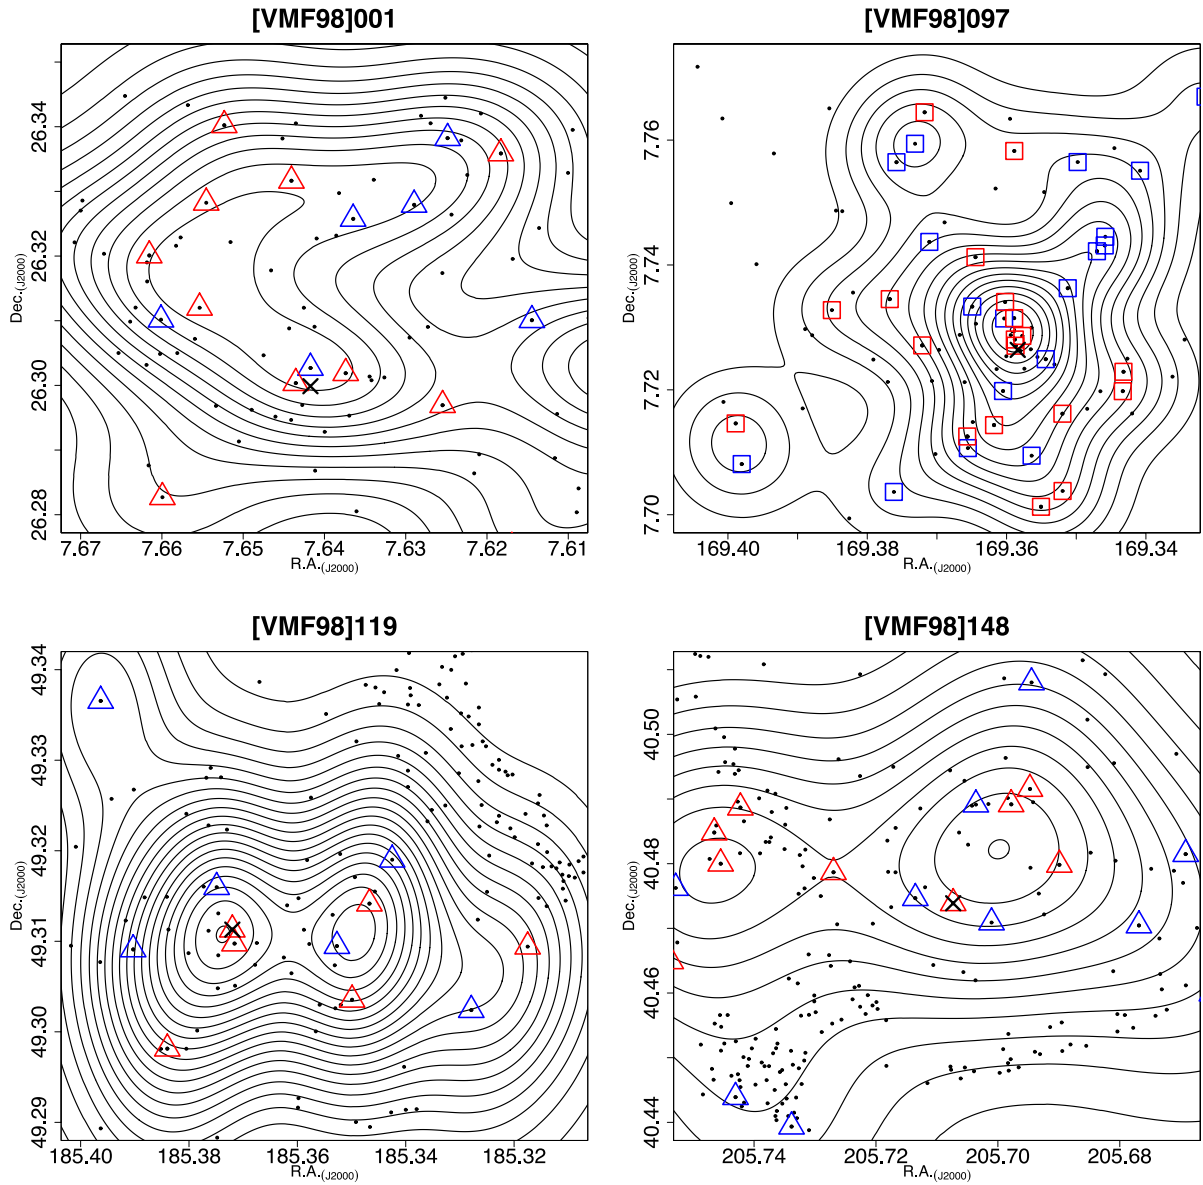 [VMF98]001
[VMF98]097
26.34
26.32
26.30
26.28
Dec.(J2000)
7.67 7.66 7.65 7.64 7.63 7.62 7.61
R.A.(J2000)
7.76
7.74
7.72
7.70
Dec.(J2000)
169.40 169.38 169.36 169.34
R.A.(J2000)
[VMF98]119
[VMF98]148
49.34
49.33
49.32
49.31
49.30
49.29
Dec.(J2000)
185.40 185.38 185.36 185.34 185.32
R.A.(J2000)
40.50
40.48
40.46
40.44
Dec.(J2000)
205.74 205.72 205.70 205.68
R.A.(J2000)